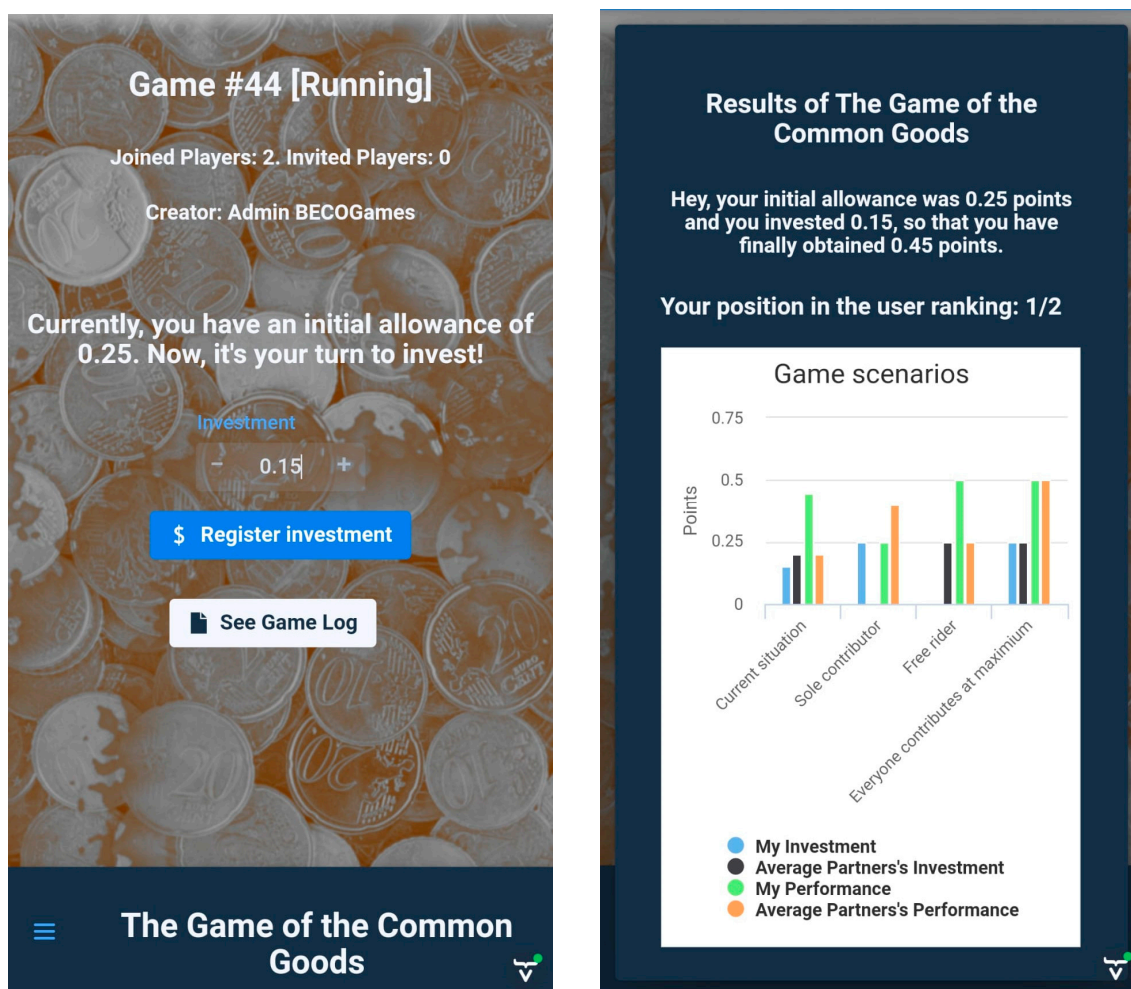 Game #44 [Running]
Joined Players: 2. Invited Players: 0
Creator: Admin BECOGames
Currently, you have an initial allowance of
0.25. Now, it's your turn to invest!
Investment
− 0.15 +
$ Register investment
See Game Log
The Game of the Common
Goods
Results of The Game of the
Common Goods
Hey, your initial allowance was 0.25 points
and you invested 0.15, so that you have
finally obtained 0.45 points.
Your position in the user ranking: 1/2
Game scenarios
Points
0.75
0.5
0.25
0
Current situation
Sole contributor
Free rider
Everyone contributes at maximium
My Investment
Average Partners's Investment
My Performance
Average Partners's Performance